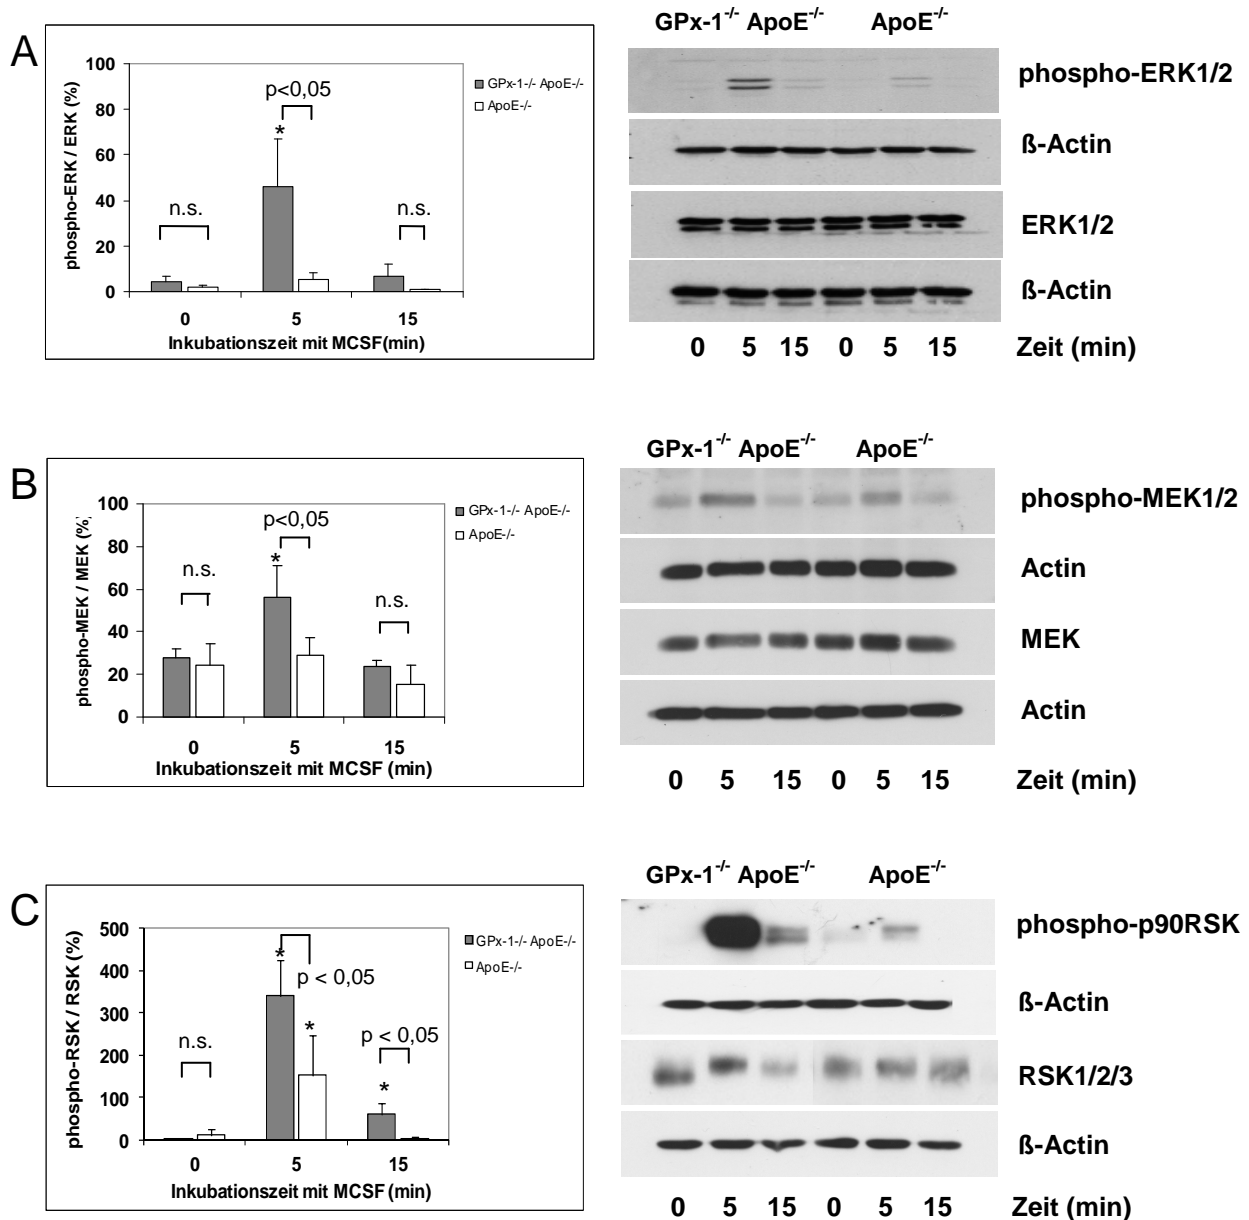 A
100
80
60
40
20
0
phospho-ERK / ERK (%)
p<0,05
*
n.s.
n.s.
GPx-1-/- ApoE-/-
ApoE-/-
0 5 15
Inkubationszeit mit MCSF(min)
GPx-1-/- ApoE-/- ApoE-/-
phospho-ERK1/2
ß-Actin
ERK1/2
ß-Actin
0 5 15 0 5 15 Zeit (min)
B
100
80
60
40
20
0
phospho-MEK / MEK (%)
p<0,05
*
n.s.
n.s.
GPx-1-/- ApoE-/-
ApoE-/-
0 5 15
Inkubationszeit mit MCSF (min)
GPx-1-/- ApoE-/- ApoE-/-
phospho-MEK1/2
Actin
MEK
Actin
0 5 15 0 5 15 Zeit (min)
C
500
400
300
200
100
0
phospho-RSK / RSK (%)
*
p < 0,05
n.s.
*
p < 0,05
*
GPx-1-/- ApoE-/-
ApoE-/-
0 5 15
Inkubationszeit mit MCSF(min)
GPx-1-/- ApoE-/- ApoE-/-
phospho-p90RSK
ß-Actin
RSK1/2/3
ß-Actin
0 5 15 0 5 15 Zeit (min)